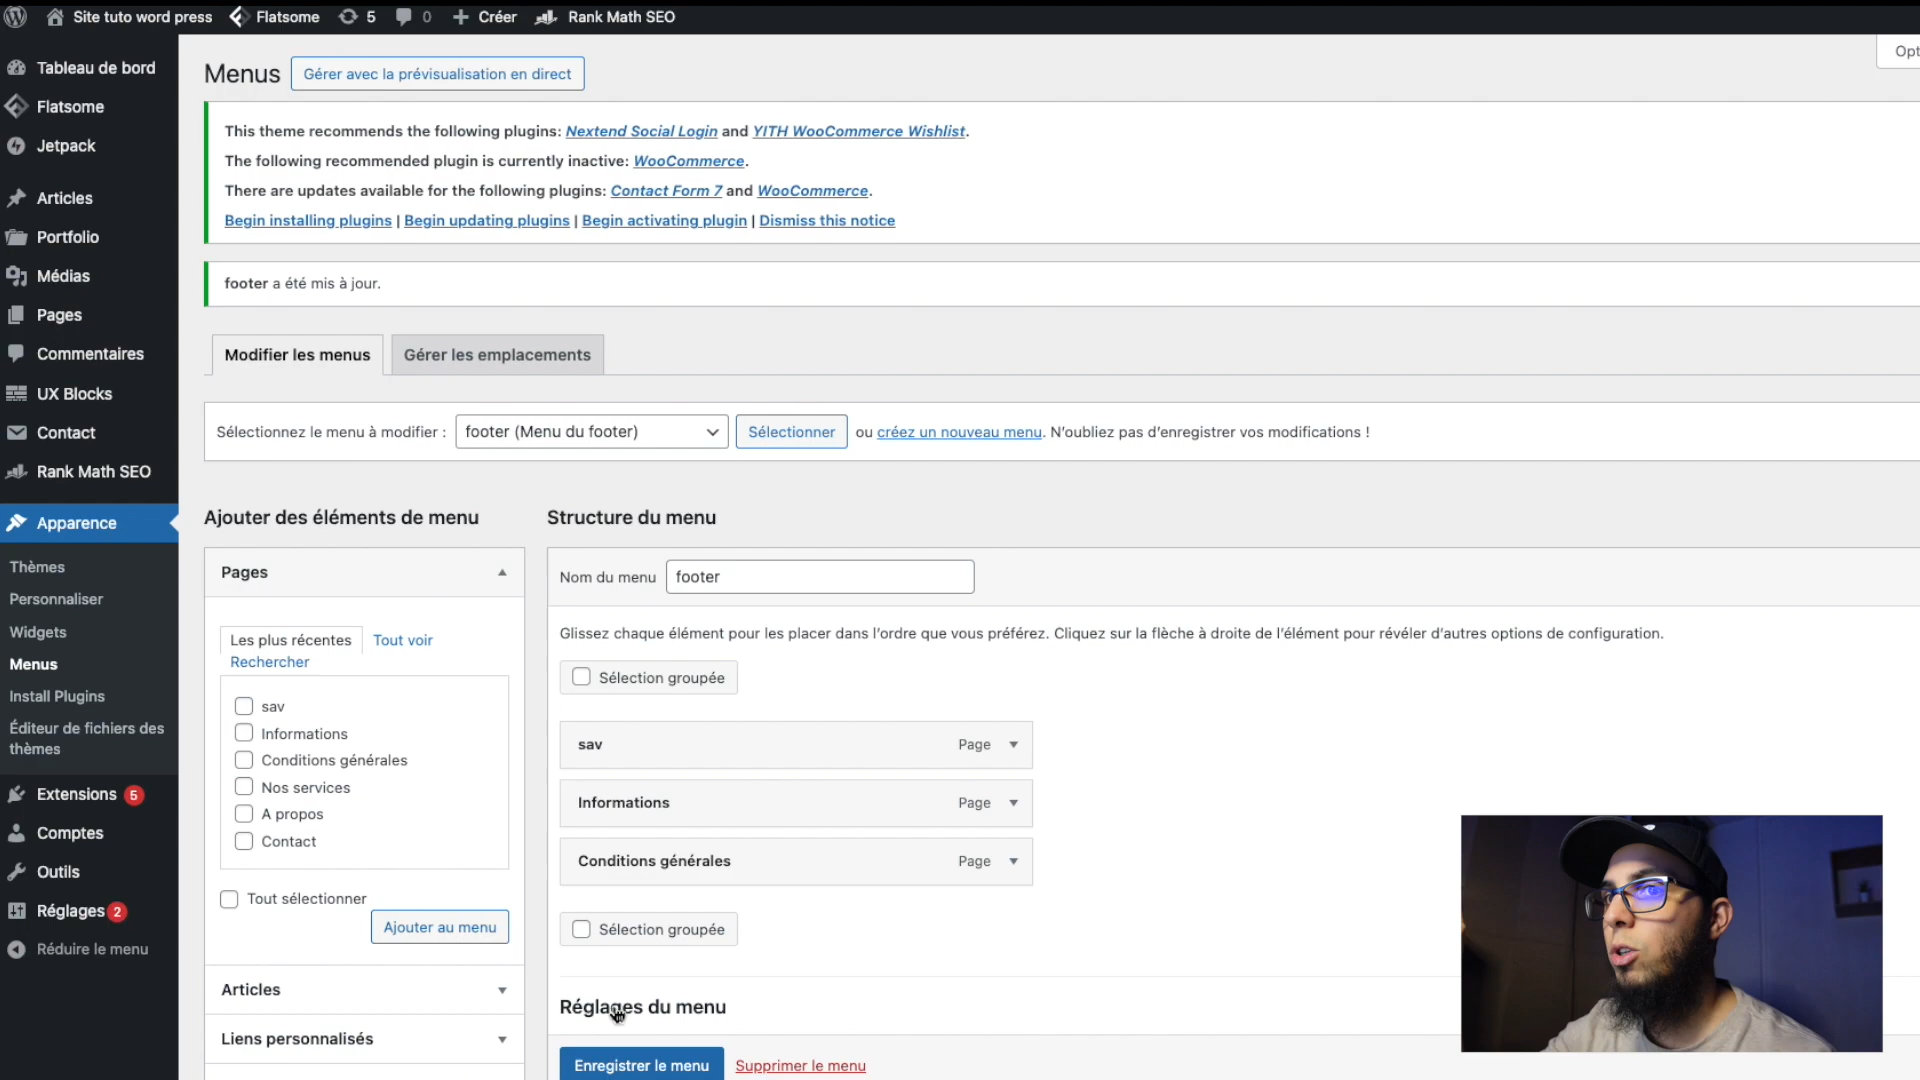 Site tuto word press Flatsome 5 0 Créer Rank Math SEO
Opt
Tableau de bord
Flatsome
Jetpack
Articles
Portfolio
Médias
Pages
Commentaires
UX Blocks
Contact
Rank Math SEO
Apparence
Thèmes
Personnaliser
Widgets
Menus
Install Plugins
Éditeur de fichiers des
thèmes
Extensions 5
Comptes
Outils
Réglages 2
Réduire le menu
Menus Gérer avec la prévisualisation en direct
This theme recommends the following plugins: Nextend Social Login and YITH WooCommerce Wishlist.
The following recommended plugin is currently inactive: WooCommerce.
There are updates available for the following plugins: Contact Form 7 and WooCommerce.
Begin installing plugins | Begin updating plugins | Begin activating plugin | Dismiss this notice
footer a été mis à jour.
Modifier les menus Gérer les emplacements
Sélectionnez le menu à modifier : footer (Menu du footer) Sélectionner ou créez un nouveau menu. N'oubliez pas d'enregistrer vos modifications !
Ajouter des éléments de menu
Pages
Les plus récentes Tout voir
Rechercher
sav
Informations
Conditions générales
Nos services
A propos
Contact
Tout sélectionner
Ajouter au menu
Articles
Liens personnalisés
Structure du menu
Nom du menu footer
Glissez chaque élément pour les placer dans l'ordre que vous préférez. Cliquez sur la flèche à droite de l'élément pour révéler d'autres options de configuration.
Sélection groupée
sav Page
Informations Page
Conditions générales Page
Sélection groupée
Réglages du menu
Enregistrer le menu Supprimer le menu